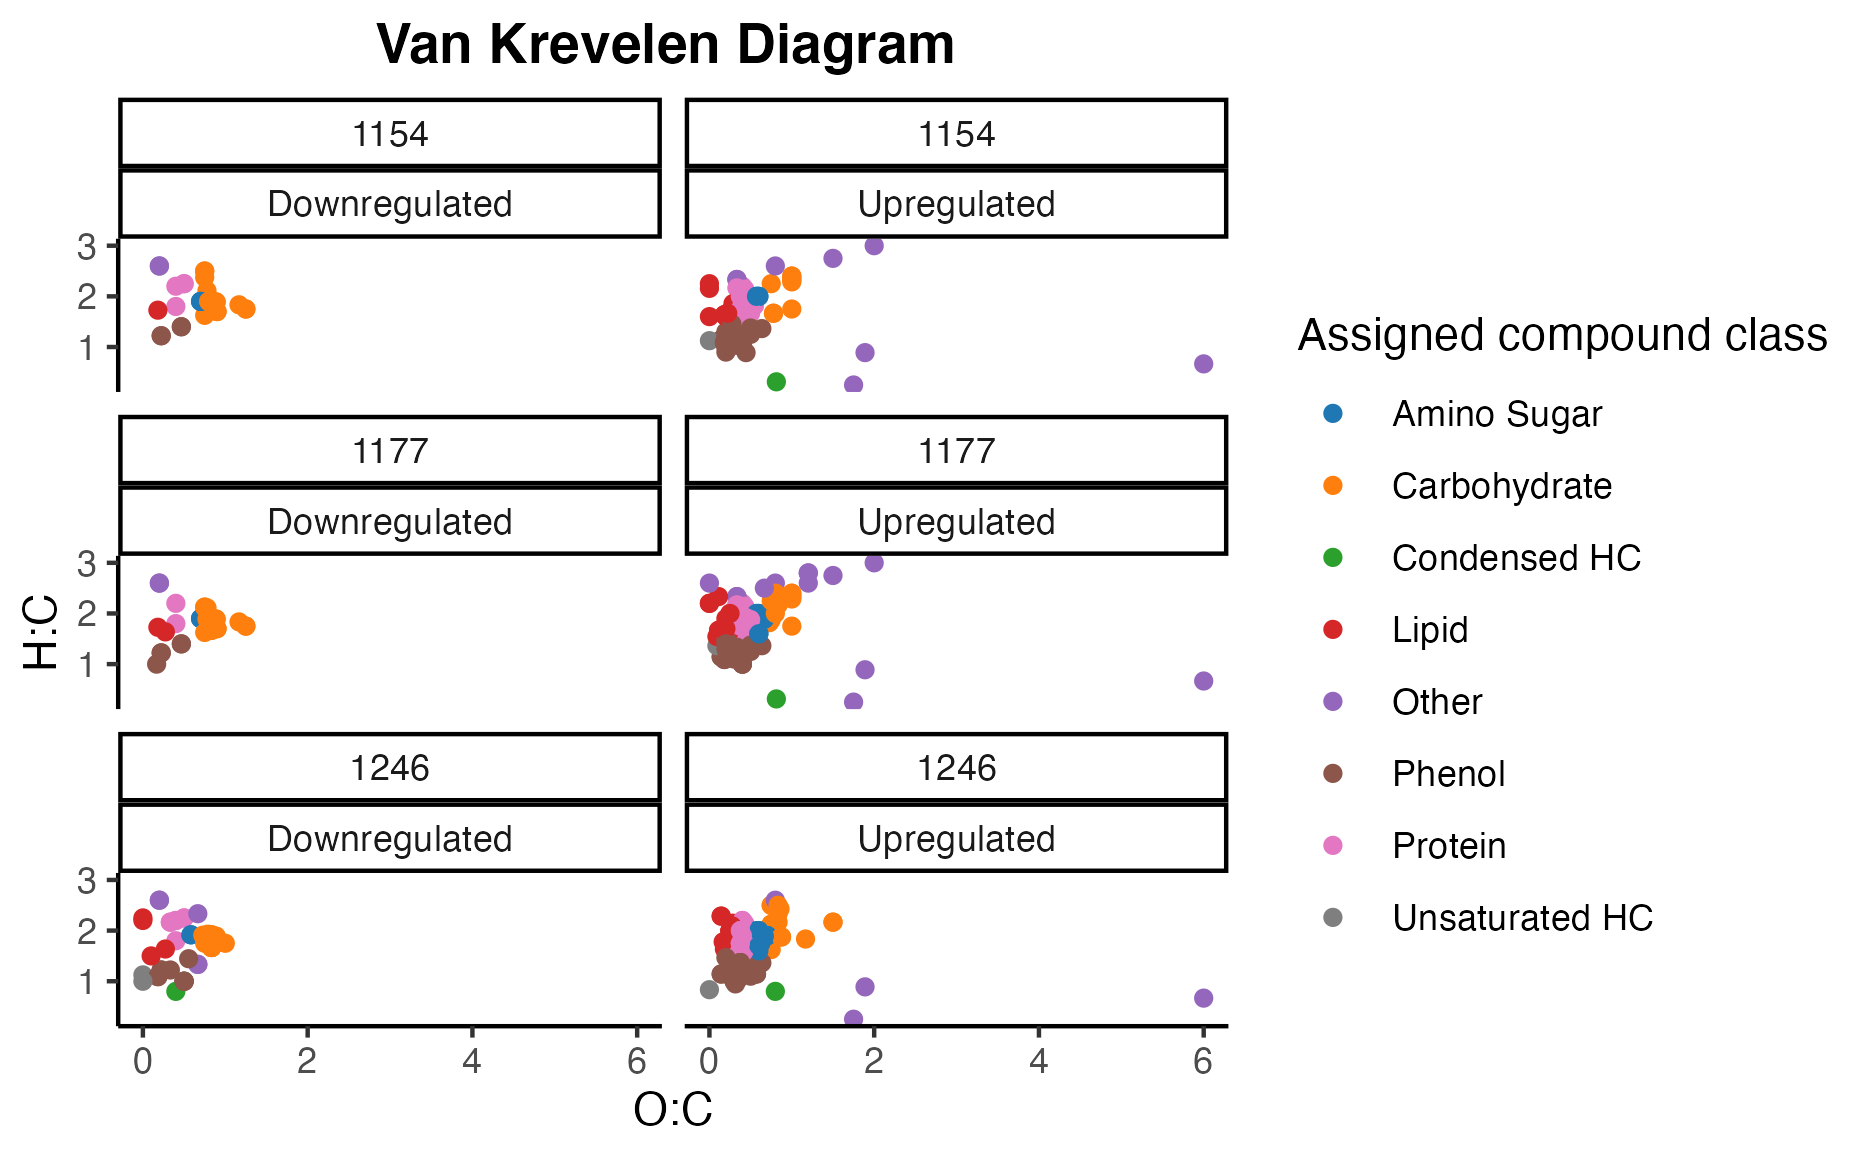 Van Krevelen Diagram
1154
1154
Downregulated
Upregulated
3
2
1
1177
1177
Downregulated
Upregulated
3
2
1
1246
1246
Downregulated
Upregulated
3
2
1
0 2 4 6
0 2 4 6
H:C
O:C
Assigned compound class
Amino Sugar
Carbohydrate
Condensed HC
Lipid
Other
Phenol
Protein
Unsaturated HC